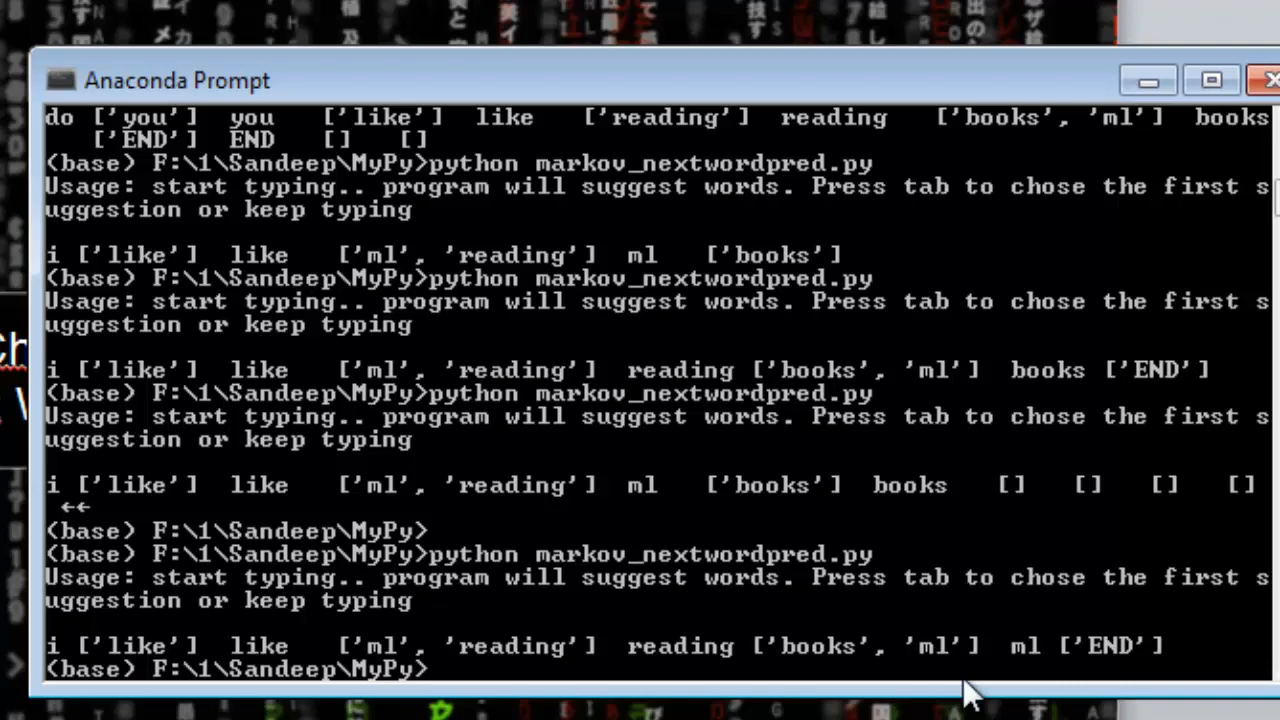 Anaconda Prompt
do ['you'] you ['like'] like ['reading'] reading ['books', 'ml'] books
['END'] END [] []
(base) F:\1\Sandeep\MyPy>python markov_nextwordpred.py
Usage: start typing.. program will suggest words. Press tab to chose the first s
uggestion or keep typing
i ['like'] like ['ml', 'reading'] ml ['books']
(base) F:\1\Sandeep\MyPy>python markov_nextwordpred.py
Usage: start typing.. program will suggest words. Press tab to chose the first s
uggestion or keep typing
i ['like'] like ['ml', 'reading'] reading ['books', 'ml'] books ['END']
(base) F:\1\Sandeep\MyPy>python markov_nextwordpred.py
Usage: start typing.. program will suggest words. Press tab to chose the first s
uggestion or keep typing
i ['like'] like ['ml', 'reading'] ml ['books'] books [] [] [] []
←←
(base) F:\1\Sandeep\MyPy>
(base) F:\1\Sandeep\MyPy>python markov_nextwordpred.py
Usage: start typing.. program will suggest words. Press tab to chose the first s
uggestion or keep typing
i ['like'] like ['ml', 'reading'] reading ['books', 'ml'] ml ['END']
(base) F:\1\Sandeep\MyPy>